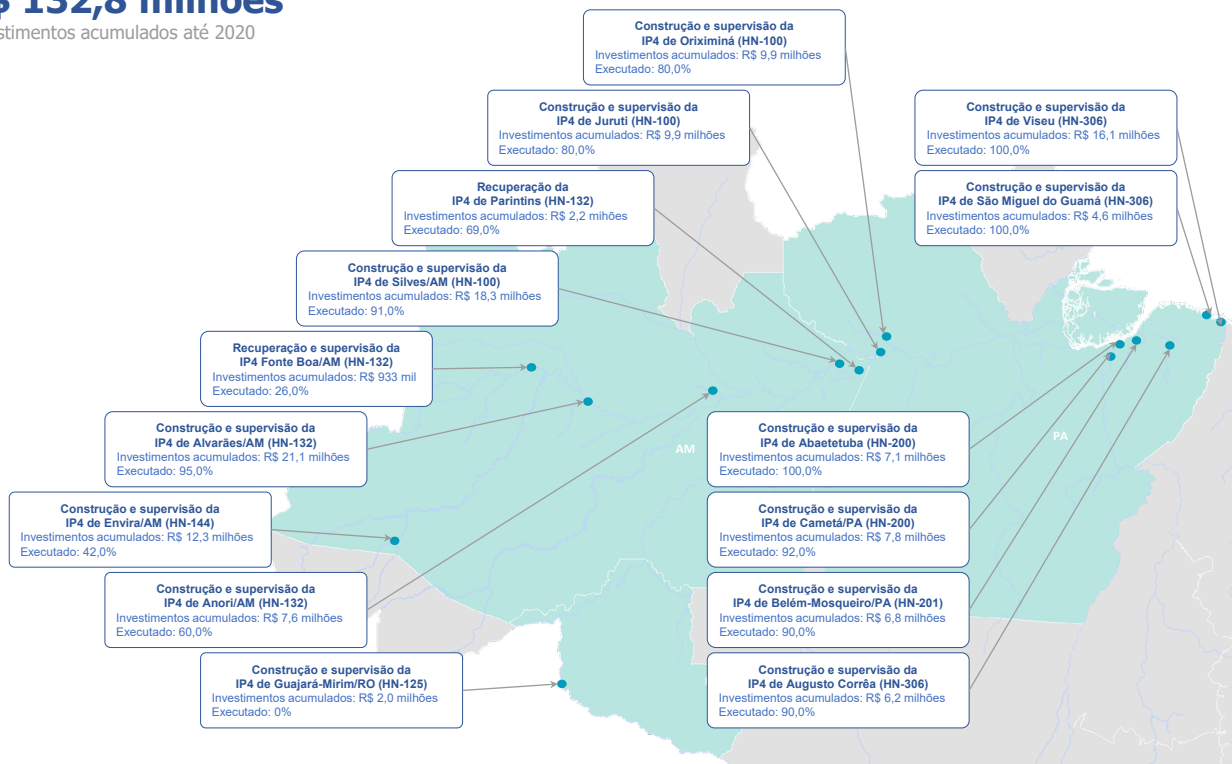 $ 132,8 milhões
estimentos acumulados até 2020
Construção e supervisão da
IP4 de Oriximiná (HN-100)
Investimentos acumulados: R$ 9,9 milhões
Executado: 80,0%
Construção e supervisão da
IP4 de Juruti (HN-100)
Investimentos acumulados: R$ 9,9 milhões
Executado: 80,0%
Construção e supervisão da
IP4 de Viseu (HN-306)
Investimentos acumulados: R$ 16,1 milhões
Executado: 100,0%
Recuperação da
IP4 de Parintins (HN-132)
Investimentos acumulados: R$ 2,2 mihões
Executado: 69,0%
Construção e supervisão da
IP4 de São Miguel do Guamá (HN-306)
Investimentos acumulados: R$ 4,6 milhões
Executado: 100,0%
Construção e supervisão da
IP4 de Silves/AM (HN-100)
Investimentos acumulados: R$ 18,3 milhões
Executado: 91,0%
Recuperação e supervisão da
IP4 Fonte Boa/AM (HN-132)
Investimentos acumulados: R$ 933 mil
Executado: 26,0%
Construção e supervisão da
IP4 de Alvarães/AM (HN-132)
Investimentos acumulados: R$ 21,1 milhões
Executado: 95,0%
AM
Construção e supervisão da
IP4 de Abaetetuba (HN-200)
Investimentos acumulados: R$ 7,1 milhões
Executado: 100,0%
PA
Construção e supervisão da
IP4 de Envira/AM (HN-144)
Investimentos acumulados: R$ 12,3 milhões
Executado: 42,0%
Construção e supervisão da
IP4 de Cametá/PA (HN-200)
Investimentos acumulados: R$ 7,8 milhões
Executado: 92,0%
Construção e supervisão da
IP4 de Anori/AM (HN-132)
Investimentos acumulados: R$ 7,6 milhões
Executado: 60,0%
Construção e supervisão da
IP4 de Belém-Mosqueiro/PA (HN-201)
Investimentos acumulados: R$ 6,8 milhões
Executado: 90,0%
Construção e supervisão da
IP4 de Guajará-Mirim/RO (HN-125)
Investimentos acumulados: R$ 2,0 milhões
Executado: 0%
Construção e supervisão da
IP4 de Augusto Corrêa (HN-306)
Investimentos acumulados: R$ 6,2 milhões
Executado: 90,0%